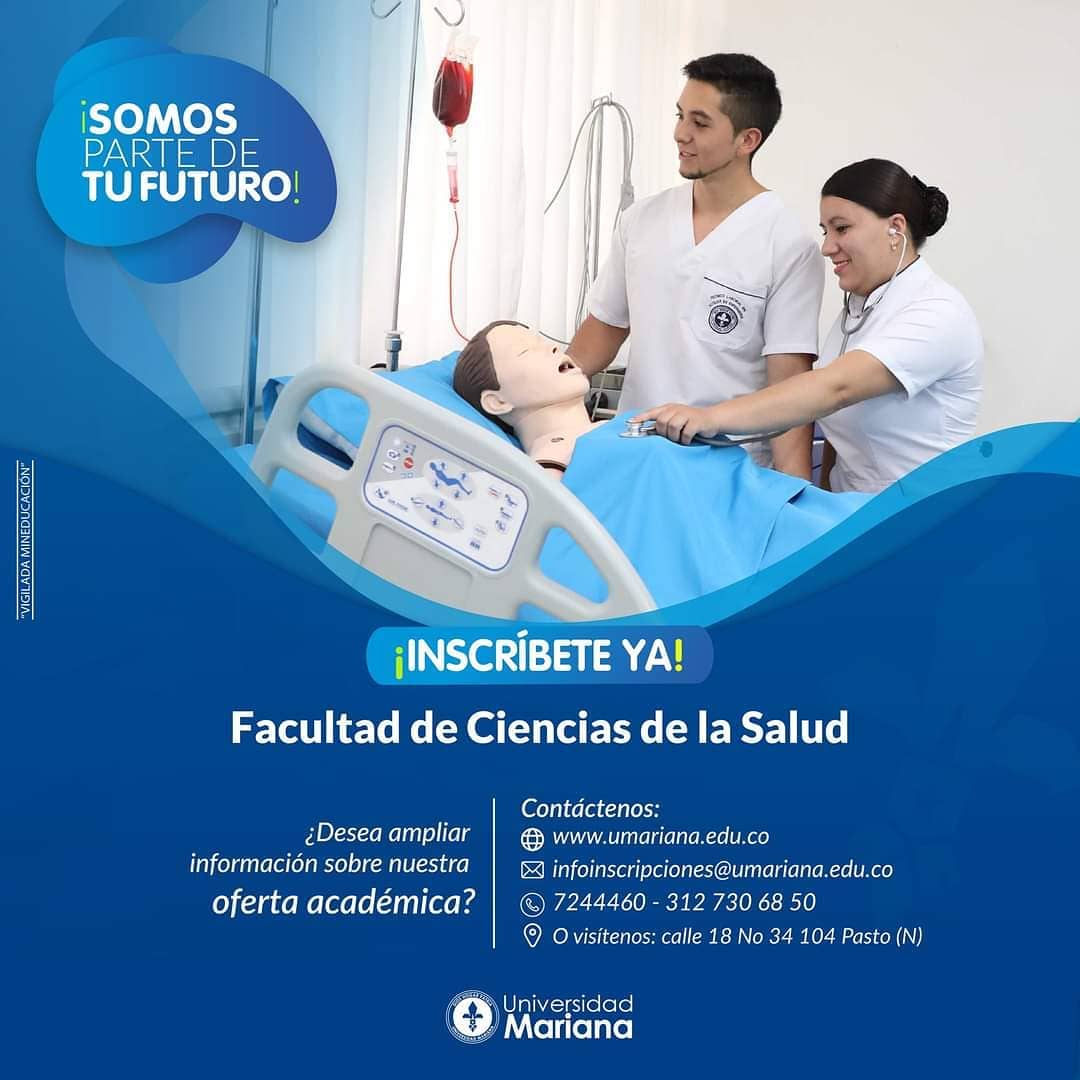 ¡SOMOS
PARTE DE
TU FUTURO!
"VIGILADA MINEDUCACIÓN"
¡INSCRÍBETE YA!
Facultad de Ciencias de la Salud
¿Desea ampliar
información sobre nuestra
oferta académica?
Contáctenos:
www.umariana.edu.co
infoinscripciones@umariana.edu.co
7244460 - 312 730 68 50
O visítenos: calle 18 No 34 104 Pasto (N)
Universidad
Mariana